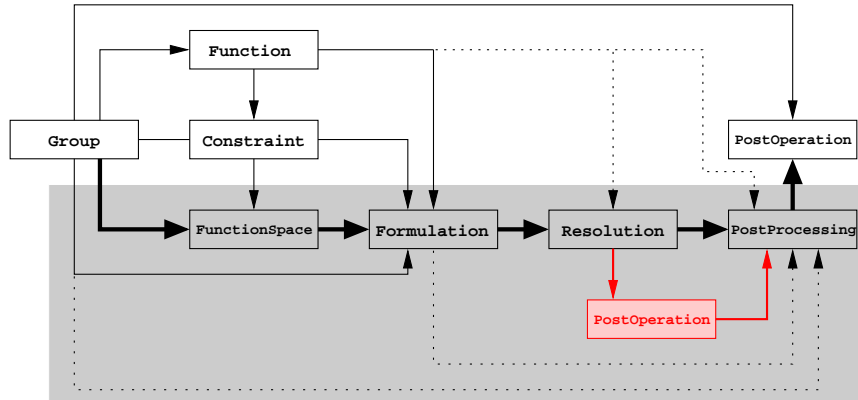 Function
Group
Constraint
PostOperation
FunctionSpace
Formulation
Resolution
PostProcessing
PostOperation